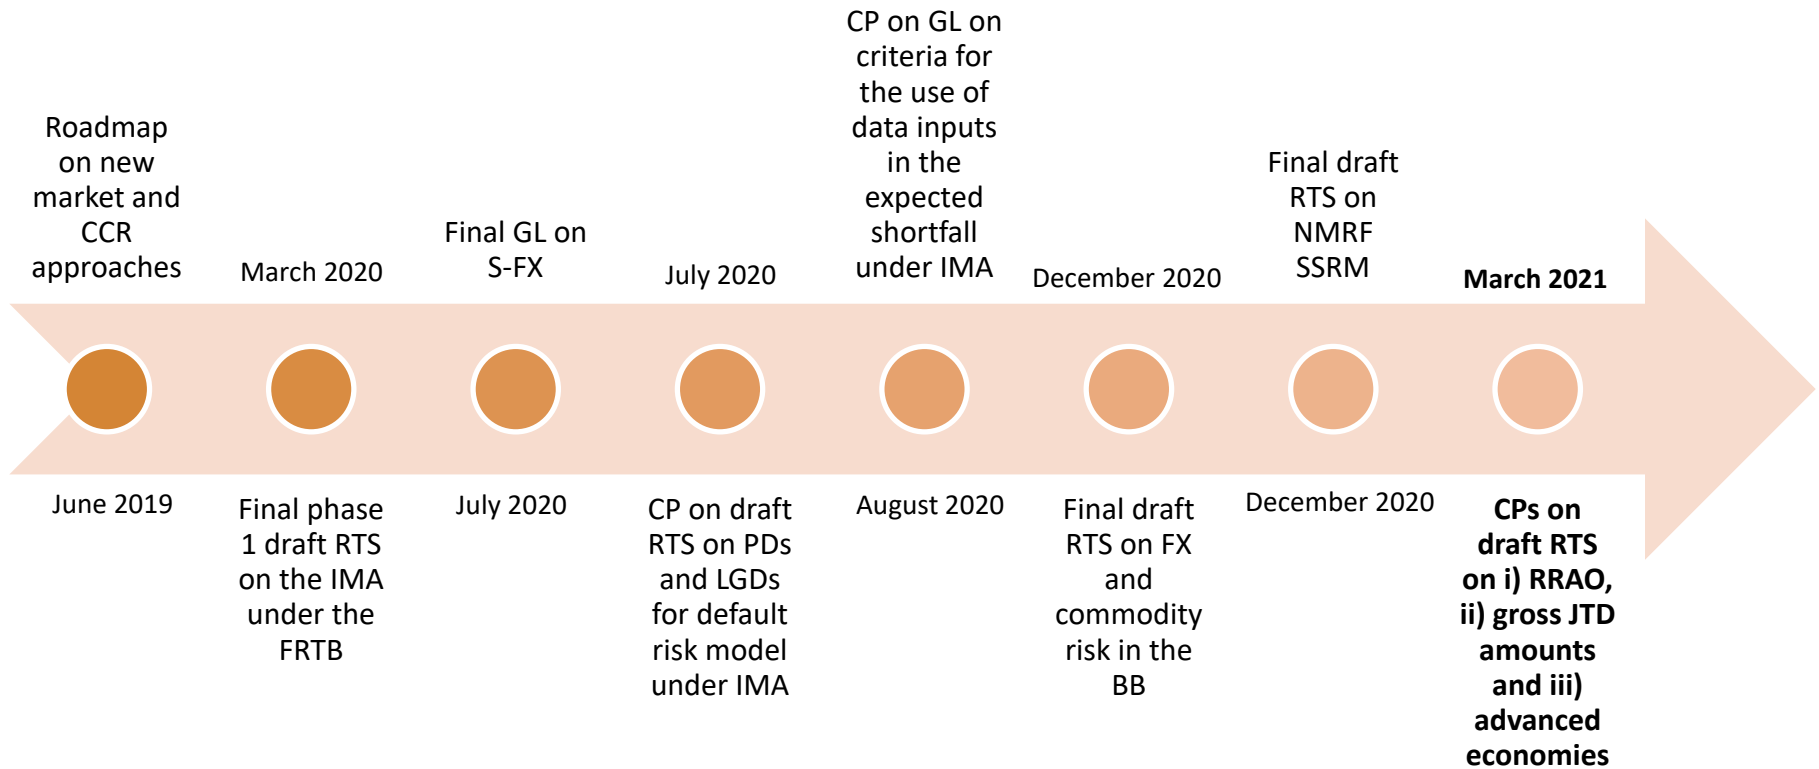 Roadmap
on new
market and
CCR
approaches
June 2019
March 2020
Final phase
1 draft RTS
on the IMA
under the
FRTB
Final GL on
S-FX
July 2020
July 2020
CP on draft
RTS on PDs
and LGDs
for default
risk model
under IMA
CP on GL on
criteria for
the use of
data inputs
in the
expected
shortfall
under IMA
August 2020
December 2020
Final draft
RTS on FX
and
commodity
risk in the
BB
Final draft
RTS on
NMRF
SSRM
December 2020
March 2021
CPs on
draft RTS
on i) RRAO,
ii) gross JTD
amounts
and iii)
advanced
economies